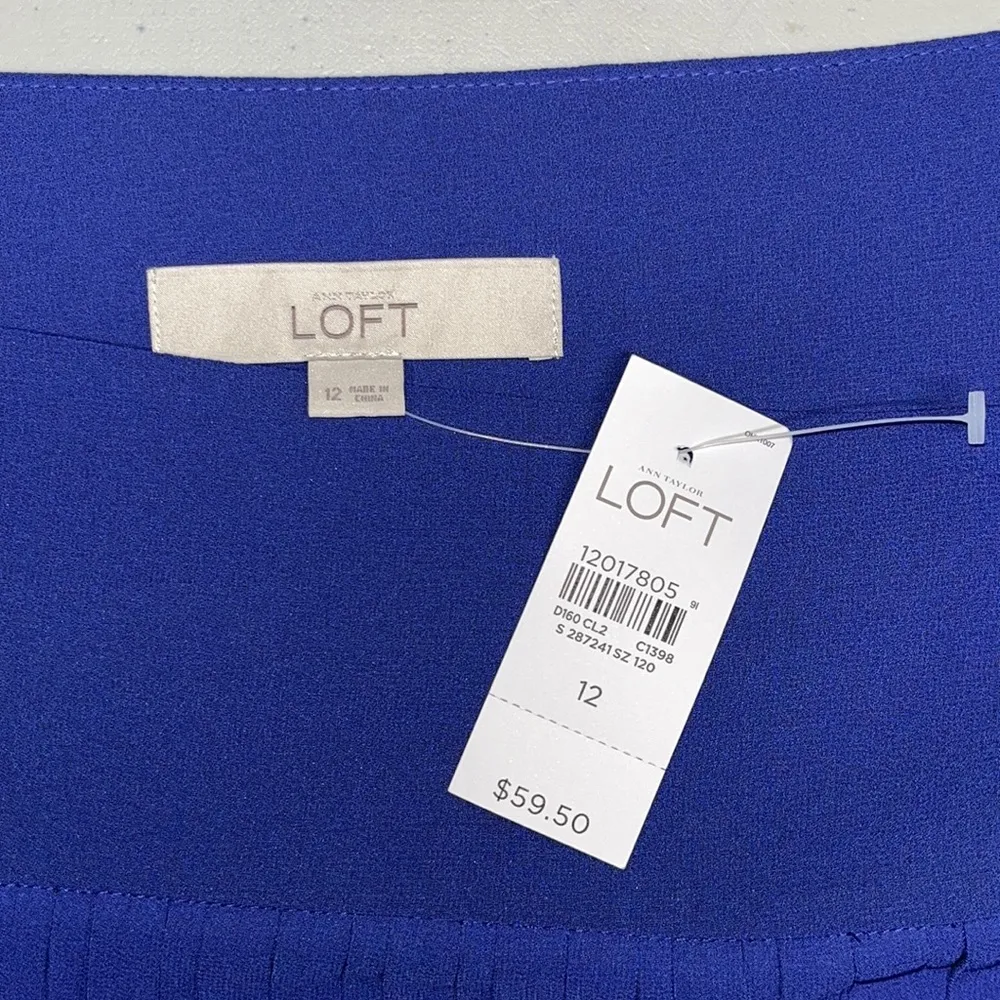 ANN TAYLOR
LOFT
12 MADE IN
CHINA
ANN TAYLOR
LOFT
12017805
9I
D160 CL2 C1398
S 287241 SZ 120
12
$59.50